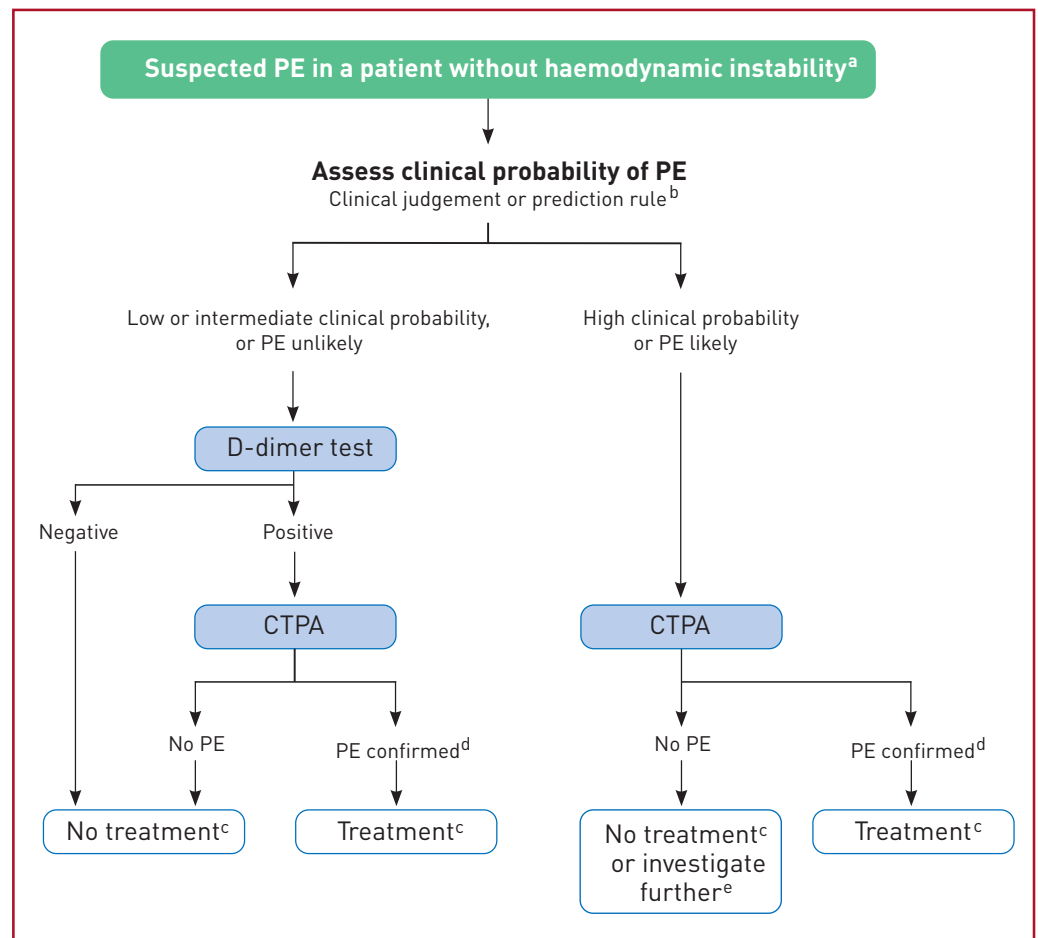 Suspected PE in a patient without haemodynamic instabilitya
Assess clinical probability of PE
Clinical judgement or prediction ruleb
Low or intermediate clinical probability,
or PE unlikely
High clinical probability
or PE likely
D-dimer test
Negative
Positive
CTPA
CTPA
No PE
PE confirmedd
No PE
PE confirmedd
No treatmentc
Treatmentc
No treatmentc
or investigate
furthere
Treatmentc